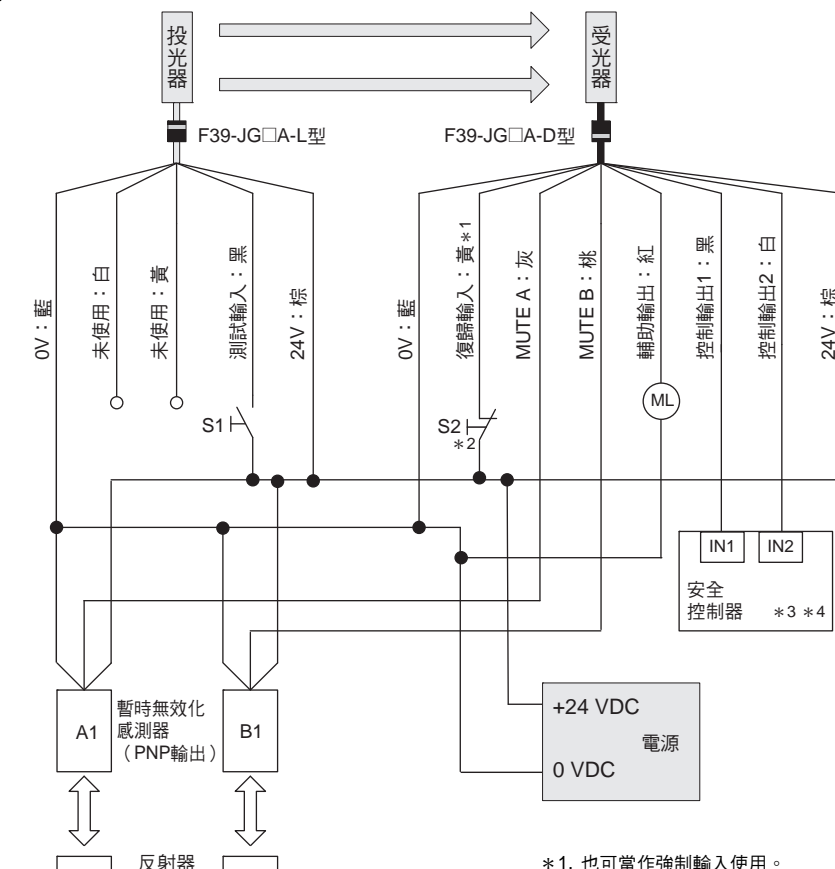 投光器
受光器
F39-JG□A-L型
F39-JG□A-D型
0V：藍
未使用：白
未使用：黃
測試輸入：黑
24V：棕
0V：藍
復歸輸入：黃＊1
MUTE A：灰
MUTE B：桃
輔助輸出：紅
控制輸出1：黑
控制輸出2：白
24V：棕
S1
S2
＊2
ML
IN1
IN2
安全
控制器 ＊3 ＊4
A1
暫時無效化
感測器
（PNP輸出）
B1
+24 VDC
電源
0 VDC
反射器
＊1. 也可當作強制輸入使用。